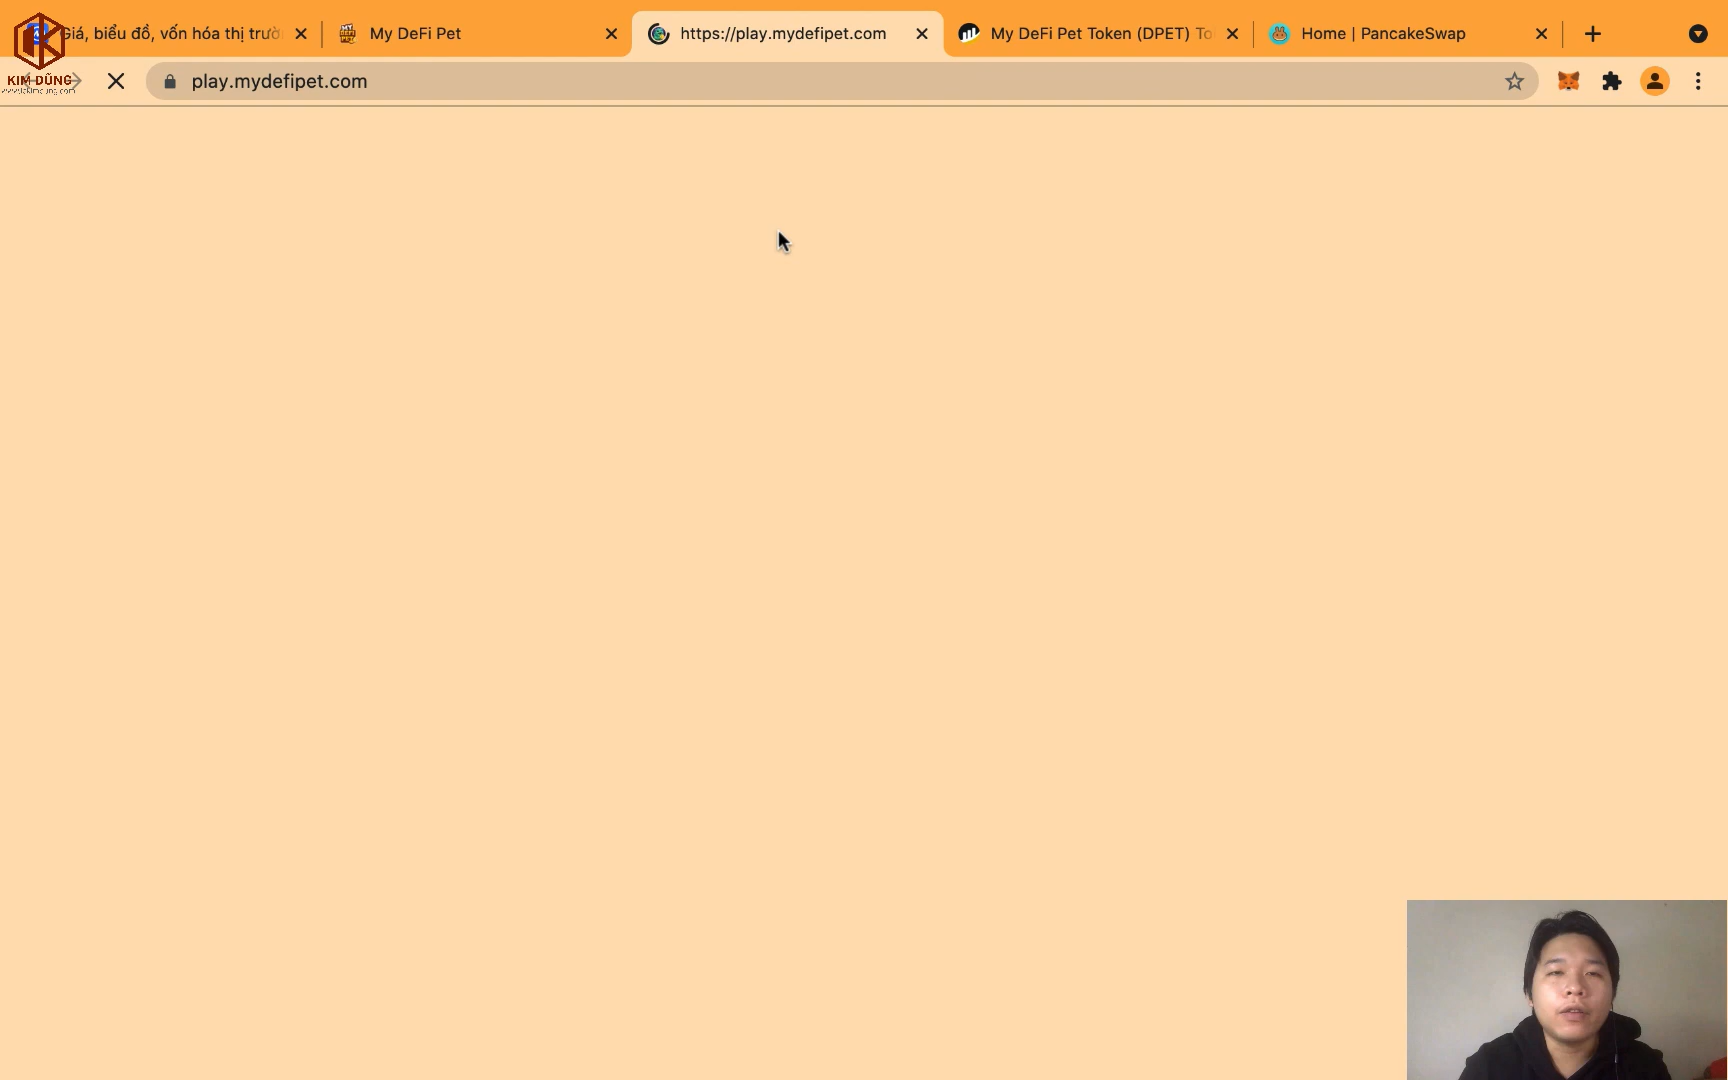 Giá, biểu đồ, vốn hóa thị trườ
My DeFi Pet
https://play.mydefipet.com
My DeFi Pet Token (DPET) To
Home | PancakeSwap
KIM DŨNG
play.mydefipet.com